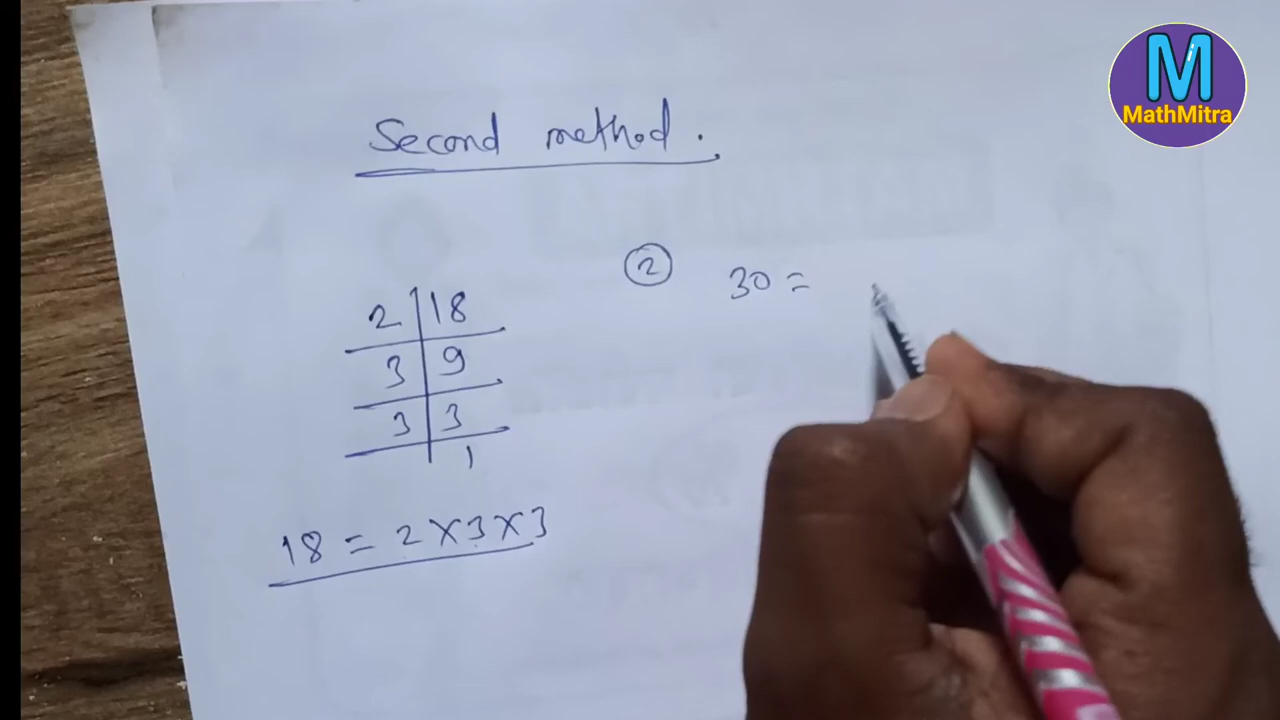 M
MathMitra
Second method.
2 30 =
2 18
3 9
3 3
1
18 = 2 X 3 X 3